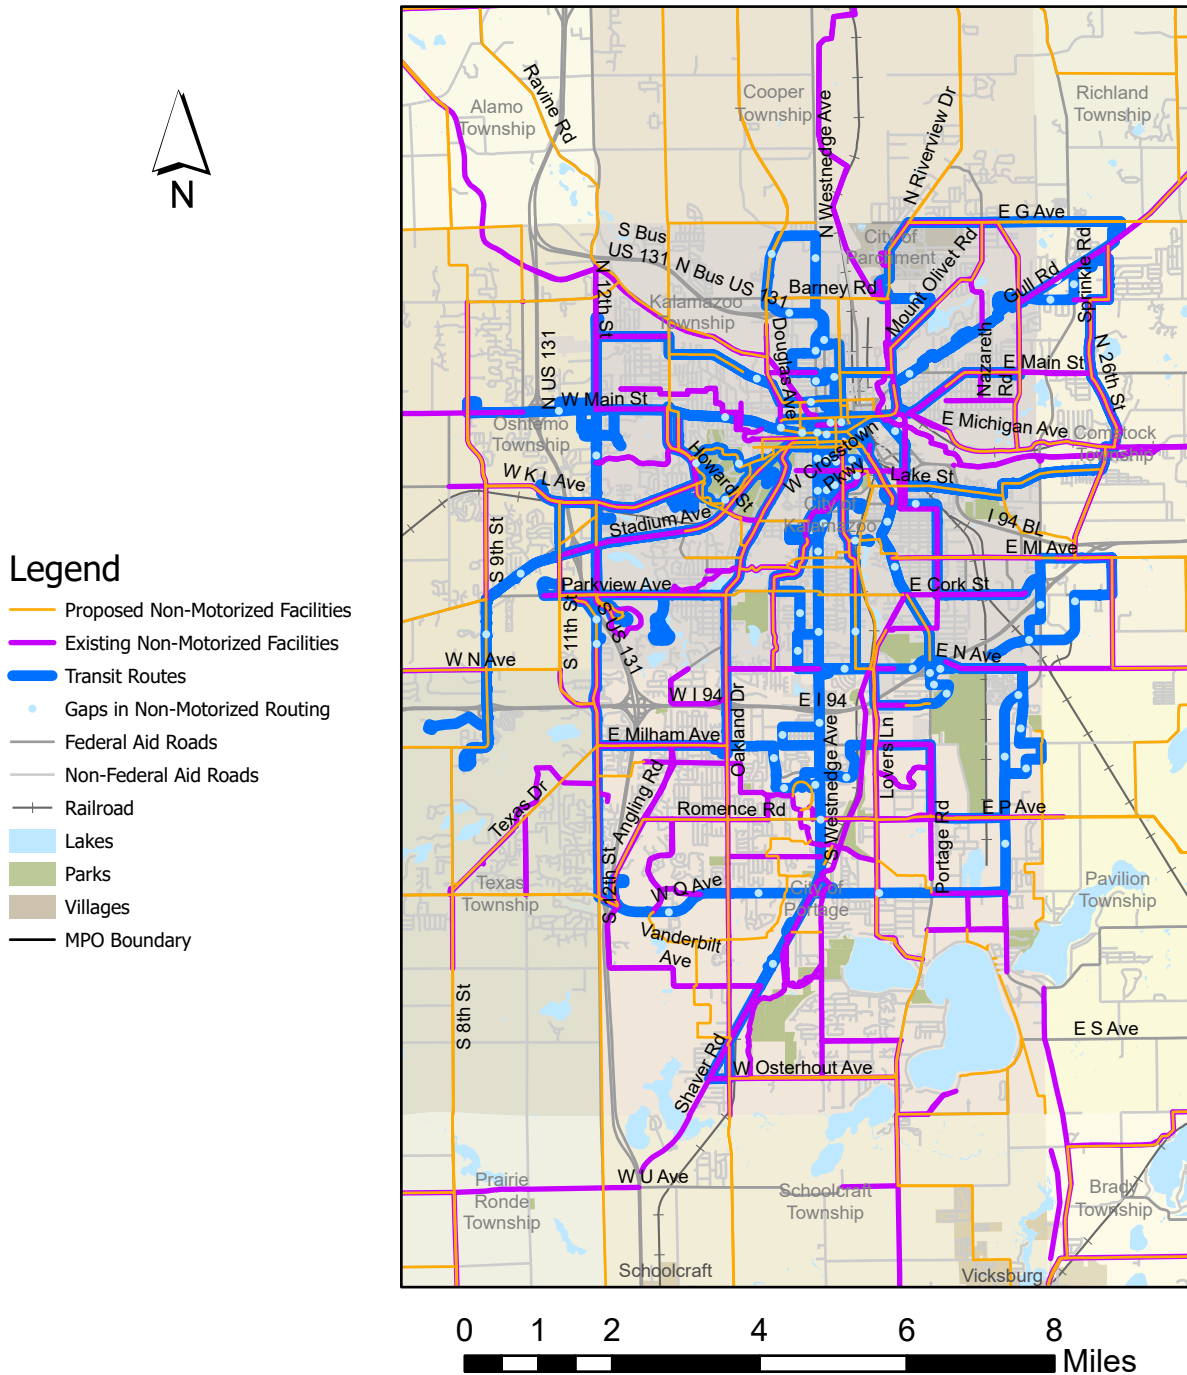 N
Legend
Proposed Non-Motorized Facilities
Existing Non-Motorized Facilities
Transit Routes
Gaps in Non-Motorized Routing
Federal Aid Roads
Non-Federal Aid Roads
Railroad
Lakes
Parks
Villages
MPO Boundary
Alamo
Township
Ravine Rd
Cooper
Township
N Westnedge Ave
N Riverview Dr
Richland
Township
E G Ave
S Bus
US 131
N Bus US 131
City of
Parchment
Mount Olivet Rd
Gull Rd
Sprinkle Rd
N 12th St
Barney Rd
Kalamazoo
Township
Douglas Ave
N US 131
Nazareth
Rd
E Main St
N 26th St
W Main St
Oshtemo
Township
E Michigan Ave
Comstock
Township
Howard St
W Crosstown
Pkwy
Lake St
W K L Ave
City of
Kalamazoo
Stadium Ave
I 94 BL
S 9th St
E MI Ave
Parkview Ave
E Cork St
S 11th St
S US 131
W N Ave
E N Ave
W I 94
E I 94
Oakland Dr
E Milham Ave
S Westnedge Ave
Lovers Ln
Texas Dr
Angling Rd
Romence Rd
E P Ave
Portage Rd
S 12th St
W O Ave
Texas
Township
City of
Portage
Pavilion
Township
Vanderbilt
Ave
S 8th St
E S Ave
Shaver Rd
W Osterhout Ave
W U Ave
Prairie
Ronde
Township
Schoolcraft
Township
Brady
Township
Schoolcraft
Vicksburg
0 1 2 4 6 8
Miles